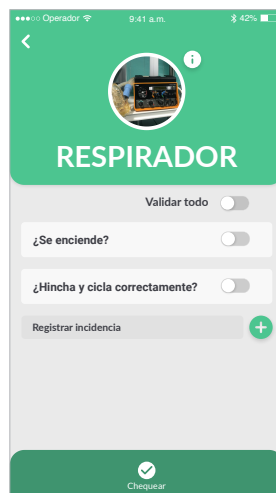 Operador 9:41 a.m. 42%
i
RESPIRADOR
Validar todo
¿Se enciende?
¿Hincha y cicla correctamente?
Registrar incidencia +
Chequear